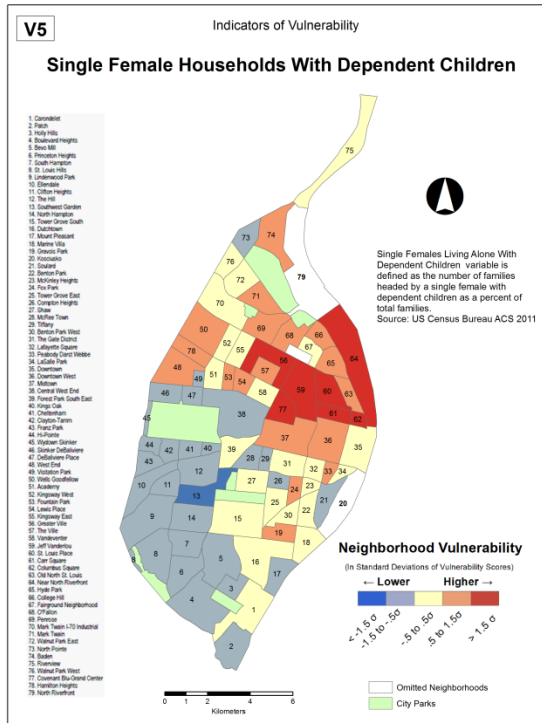 V5
Indicators of Vulnerability
Single Female Households With Dependent Children
1. Carondelet
2. Patch
3. Holly Hills
4. Boulevard Heights
5. Bevo Mill
6. Princeton Heights
7. South Hampton
8. St. Louis Hills
9. Lindenwood Park
10. Ellendale
11. Clifton Heights
12. The Hill
13. Southwest Garden
14. North Hampton
15. Tower Grove South
16. Dutchtown
17. Mount Pleasant
18. Marine Villa
19. Gravois Park
20. Kosciusko
21. Soulard
22. Benton Park
23. McKinley Heights
24. Fox Park
25. Tower Grove East
26. Compton Heights
27. Shaw
28. McRee Town
29. Tiffany
30. Benton Park West
31. The Gate District
32. Lafayette Square
33. Peabody Darst Webbe
34. LaSalle Park
35. Downtown
36. Downtown West
37. Midtown
38. Central West End
39. Forest Park South East
40. Kings Oak
41. Cheltenham
42. Clayton-Tamm
43. Franz Park
44. Hi-Pointe
45. Wydown Skinker
46. Skinker DeBaliviere
47. DeBaliviere Place
48. West End
49. Visitation Park
50. Wells Goodfellow
51. Academy
52. Kingsway West
53. Fountain Park
54. Lewis Place
55. Kingsway East
56. Greater Ville
57. The Ville
58. Vandeventer
59. Jeff Vanderlou
60. St. Louis Place
61. Carr Square
62. Columbus Square
63. Old North St. Louis
64. Near North Riverfront
65. Hyde Park
66. College Hill
67. Fairground Neighborhood
68. O'Fallon
69. Penrose
70. Mark Twain I-70 Industrial
71. Mark Twain
72. Walnut Park East
73. North Pointe
74. Baden
75. Riverview
76. Walnut Park West
77. Covenant Blu-Grand Center
78. Hamilton Heights
79. North Riverfront
75
74
73
79
76
72
71
70
50
69
68
66
67
64
52
55
65
78
56
57
48
51
53
54
58
59
60
63
49
77
61
62
46
47
38
45
37
36
35
44
42
41
40
39
43
28
29
31
32
33
34
12
10
11
27
26
24
23
21
20
13
25
30
22
9
14
15
19
18
7
5
16
17
8
6
3
4
1
2
Single Females Living Alone With
Dependent Children variable is
defined as the number of families
headed by a single female with
dependent children as a percent of
total families.
Source: US Census Bureau ACS 2011
Neighborhood Vulnerability
(In Standard Deviations of Vulnerability Scores)
← Lower Higher →
< -1.5 σ
-1.5 to -.5σ
-.5 to .5σ
.5 to 1.5σ
> 1.5 σ
Omitted Neighborhoods
City Parks
0 2 4 6
Kilometers